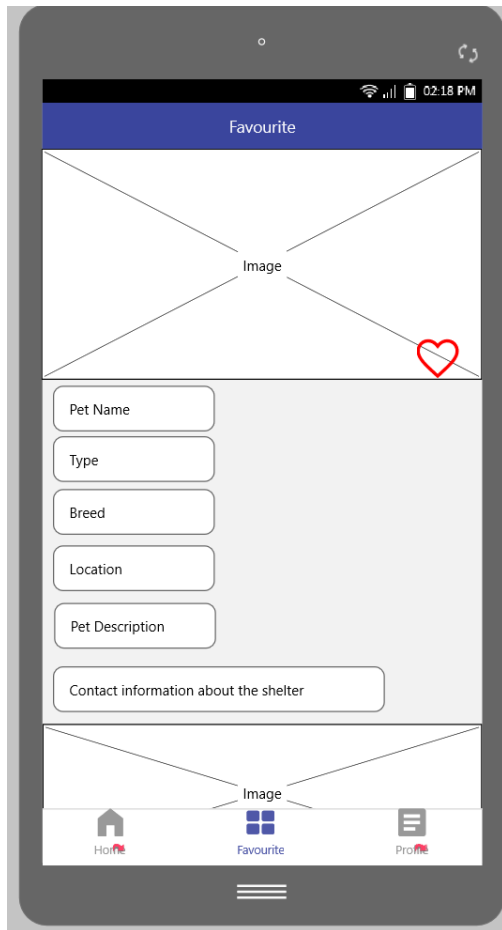 02:18 PM
Favourite
Image
Pet Name
Type
Breed
Location
Pet Description
Contact information about the shelter
Image
Home Favourite Profile